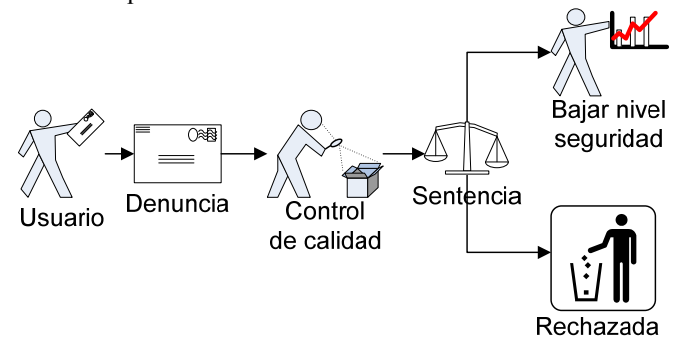 Usuario
Denuncia
Control
de calidad
Sentencia
Bajar nivel
seguridad
Rechazada